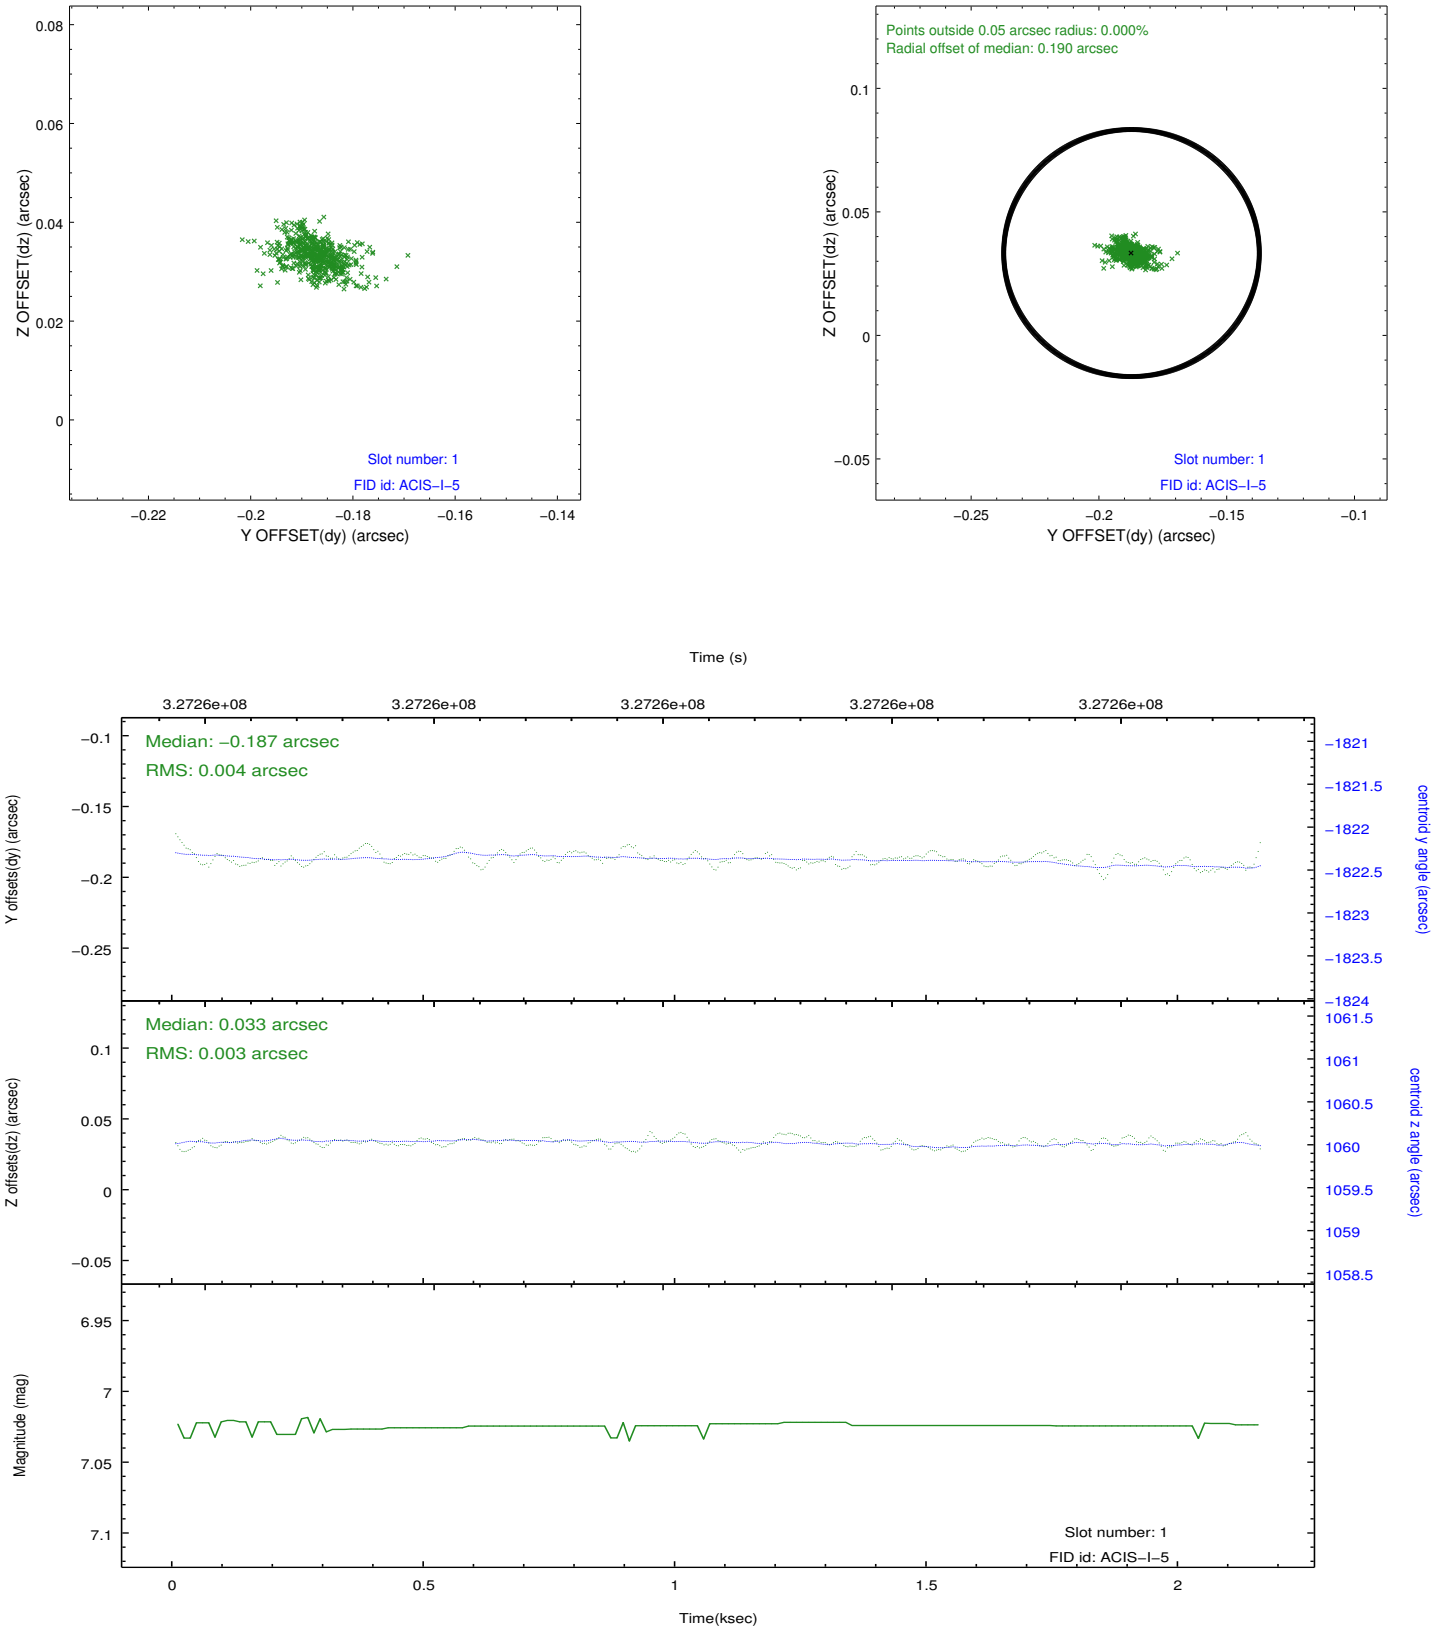 0.08
0.06
0.04
0.02
0
Z OFFSET(dz) (arcsec)
Slot number: 1
FID id: ACIS−I−5
−0.22
−0.2
−0.18
−0.16
−0.14
Y OFFSET(dy) (arcsec)
Points outside 0.05 arcsec radius: 0.000%
Radial offset of median: 0.190 arcsec
0.1
0.05
0
−0.05
Z OFFSET(dz) (arcsec)
Slot number: 1
FID id: ACIS−I−5
−0.25
−0.2
−0.15
−0.1
Y OFFSET(dy) (arcsec)
Time (s)
3.2726e+08
3.2726e+08
3.2726e+08
3.2726e+08
3.2726e+08
Median: −0.187 arcsec
RMS: 0.004 arcsec
−0.1
−0.15
−0.2
−0.25
Y offsets(dy) (arcsec)
−1821
−1821.5
−1822
−1822.5
−1823
−1823.5
−1824
centroid y angle (arcsec)
Median: 0.033 arcsec
RMS: 0.003 arcsec
0.1
0.05
0
−0.05
Z offsets(dz) (arcsec)
1061.5
1061
1060.5
1060
1059.5
1059
1058.5
centroid z angle (arcsec)
6.95
7
7.05
7.1
Magnitude (mag)
Slot number: 1
FID id: ACIS−I−5
0
0.5
1
1.5
2
Time(ksec)